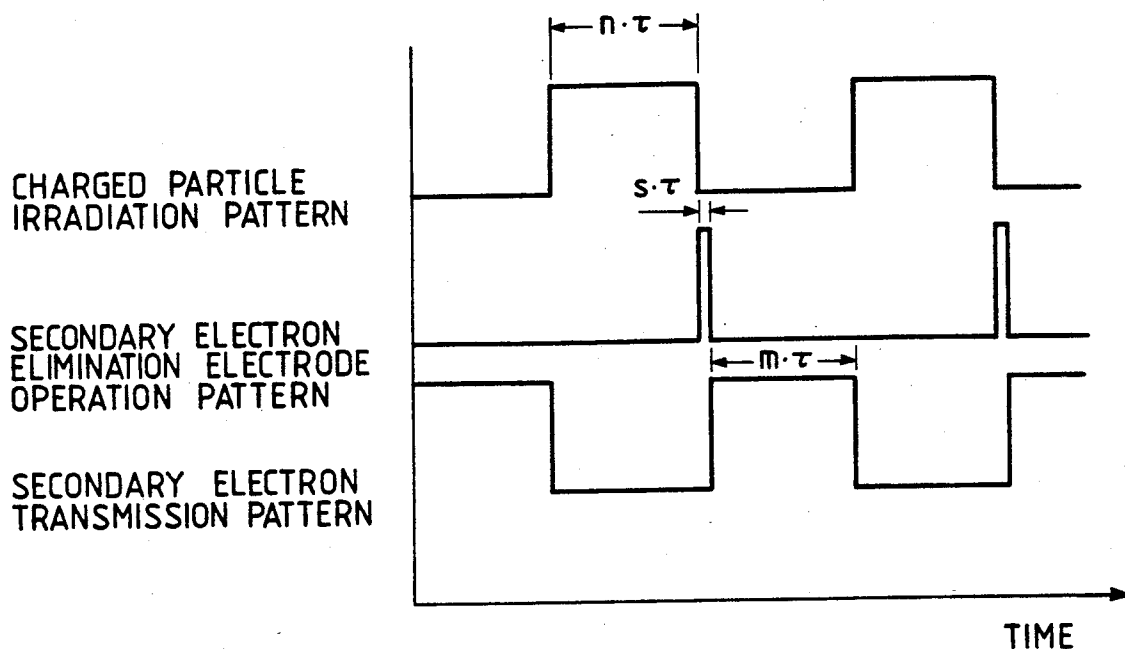 n·τ
CHARGED PARTICLE
IRRADIATION PATTERN
s·τ
SECONDARY ELECTRON
ELIMINATION ELECTRODE
OPERATION PATTERN
m·τ
SECONDARY ELECTRON
TRANSMISSION PATTERN
TIME